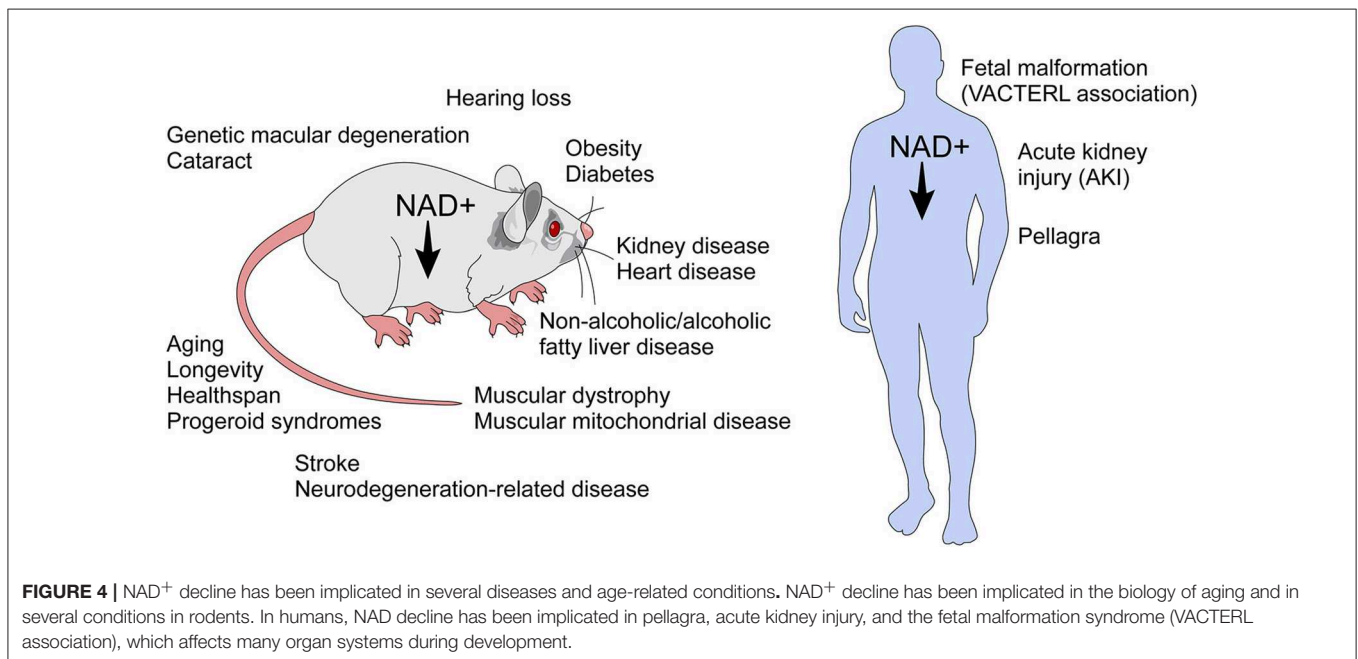 Hearing loss
Genetic macular degeneration
Cataract
Obesity
Diabetes
NAD+
Kidney disease
Heart disease
Non-alcoholic/alcoholic
fatty liver disease
Aging
Longevity
Healthspan
Progeroid syndromes
Muscular dystrophy
Muscular mitochondrial disease
Stroke
Neurodegeneration-related disease
Fetal malformation
(VACTERL association)
NAD+
Acute kidney
injury (AKI)
Pellagra
FIGURE 4 | NAD+ decline has been implicated in several diseases and age-related conditions. NAD+ decline has been implicated in the biology of aging and in
several conditions in rodents. In humans, NAD decline has been implicated in pellagra, acute kidney injury, and the fetal malformation syndrome (VACTERL
association), which affects many organ systems during development.